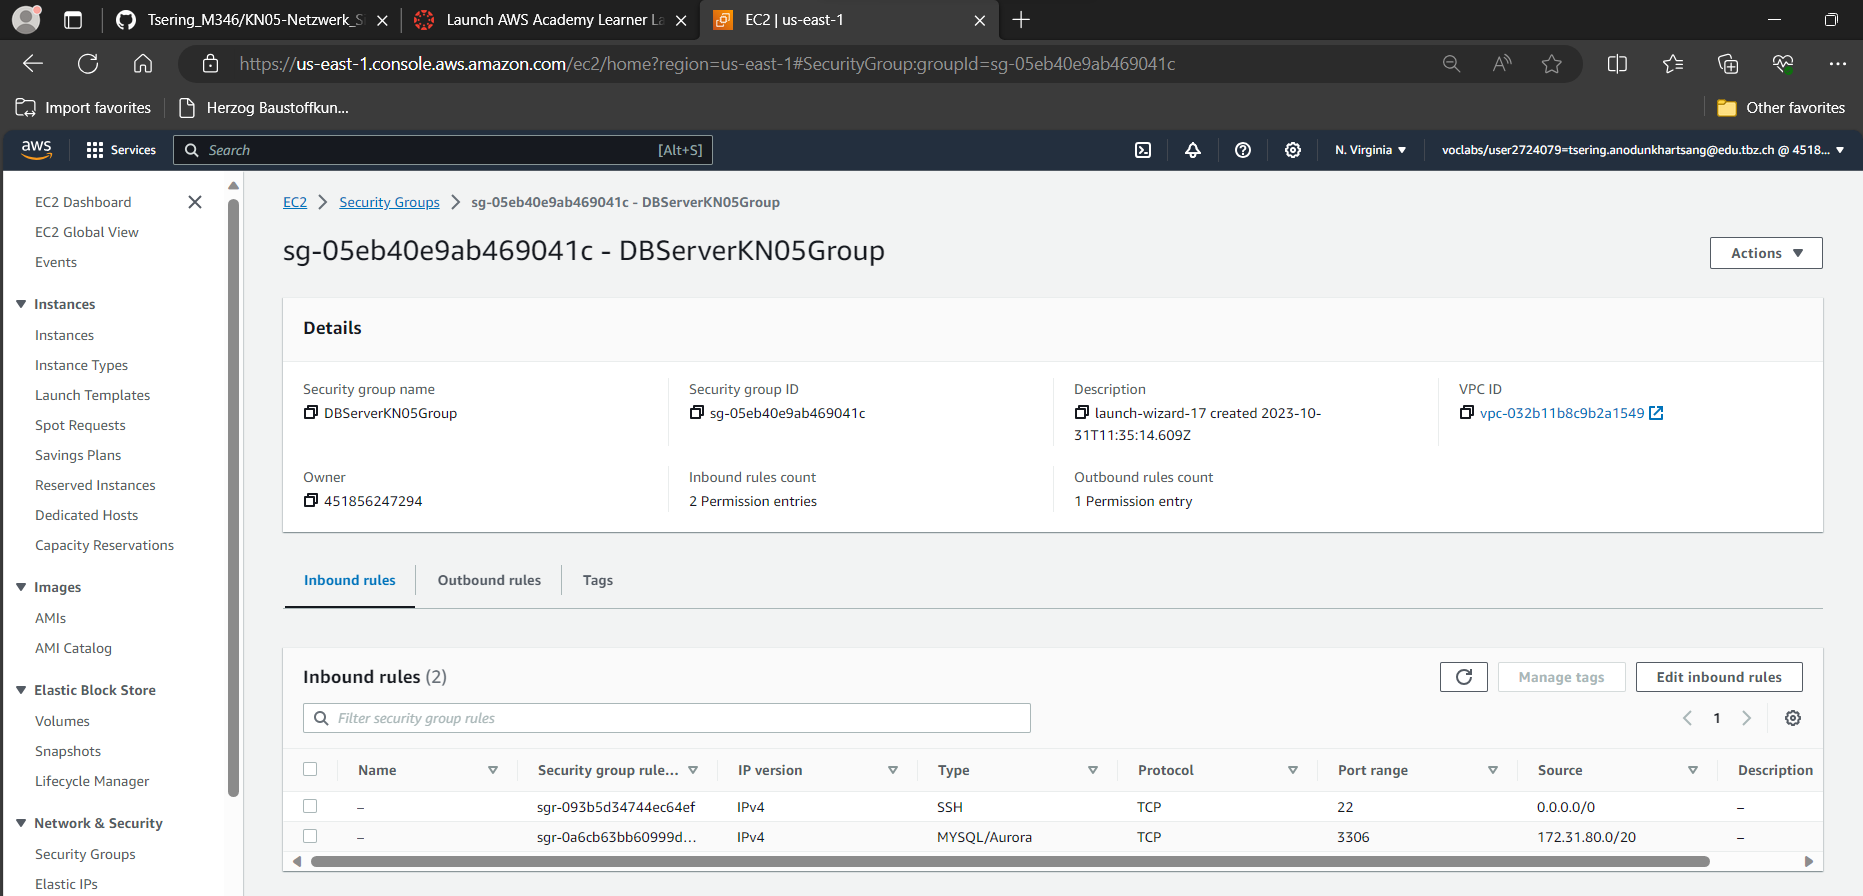 Tsering_M346/KN05-Netzwerk_Si
Launch AWS Academy Learner La
EC2 | us-east-1
https://us-east-1.console.aws.amazon.com/ec2/home?region=us-east-1#SecurityGroup:groupId=sg-05eb40e9ab469041c
Import favorites
Herzog Baustoffkun...
Other favorites
aws
Services
Search
[Alt+S]
N. Virginia
voclabs/user2724079=tsering.anodunkhartsang@edu.tbz.ch @ 4518...
EC2 Dashboard
EC2 Global View
Events
Instances
Instances
Instance Types
Launch Templates
Spot Requests
Savings Plans
Reserved Instances
Dedicated Hosts
Capacity Reservations
Images
AMIs
AMI Catalog
Elastic Block Store
Volumes
Snapshots
Lifecycle Manager
Network & Security
Security Groups
Elastic IPs
EC2 > Security Groups > sg-05eb40e9ab469041c - DBServerKN05Group
sg-05eb40e9ab469041c - DBServerKN05Group
Actions
Details
Security group name
DBServerKN05Group
Security group ID
sg-05eb40e9ab469041c
Description
launch-wizard-17 created 2023-10-
31T11:35:14.609Z
VPC ID
vpc-032b11b8c9b2a1549
Owner
451856247294
Inbound rules count
2 Permission entries
Outbound rules count
1 Permission entry
Inbound rules
Outbound rules
Tags
Inbound rules (2)
Manage tags
Edit inbound rules
Filter security group rules
1
Name Security group rule... IP version Type Protocol Port range Source Description
– sgr-093b5d34744ec64ef IPv4 SSH TCP 22 0.0.0.0/0 –
– sgr-0a6cb63bb60999d... IPv4 MYSQL/Aurora TCP 3306 172.31.80.0/20 –